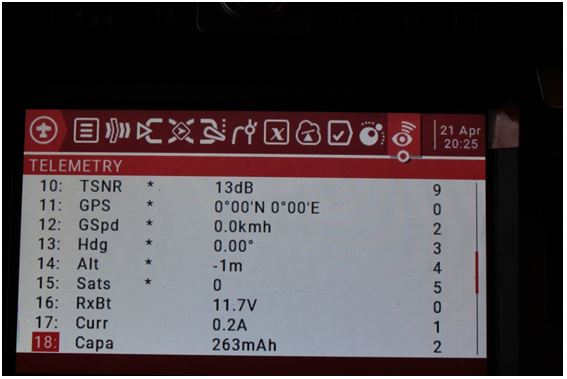 21 Apr
20:25
TELEMETRY
10: TSNR * 13dB 9
11: GPS * 0°00'N 0°00'E 0
12: GSpd * 0.0kmh 2
13: Hdg * 0.00° 3
14: Alt * -1m 4
15: Sats * 0 5
16: RxBt 11.7V 0
17: Curr 0.2A 1
18: Capa 263mAh 2